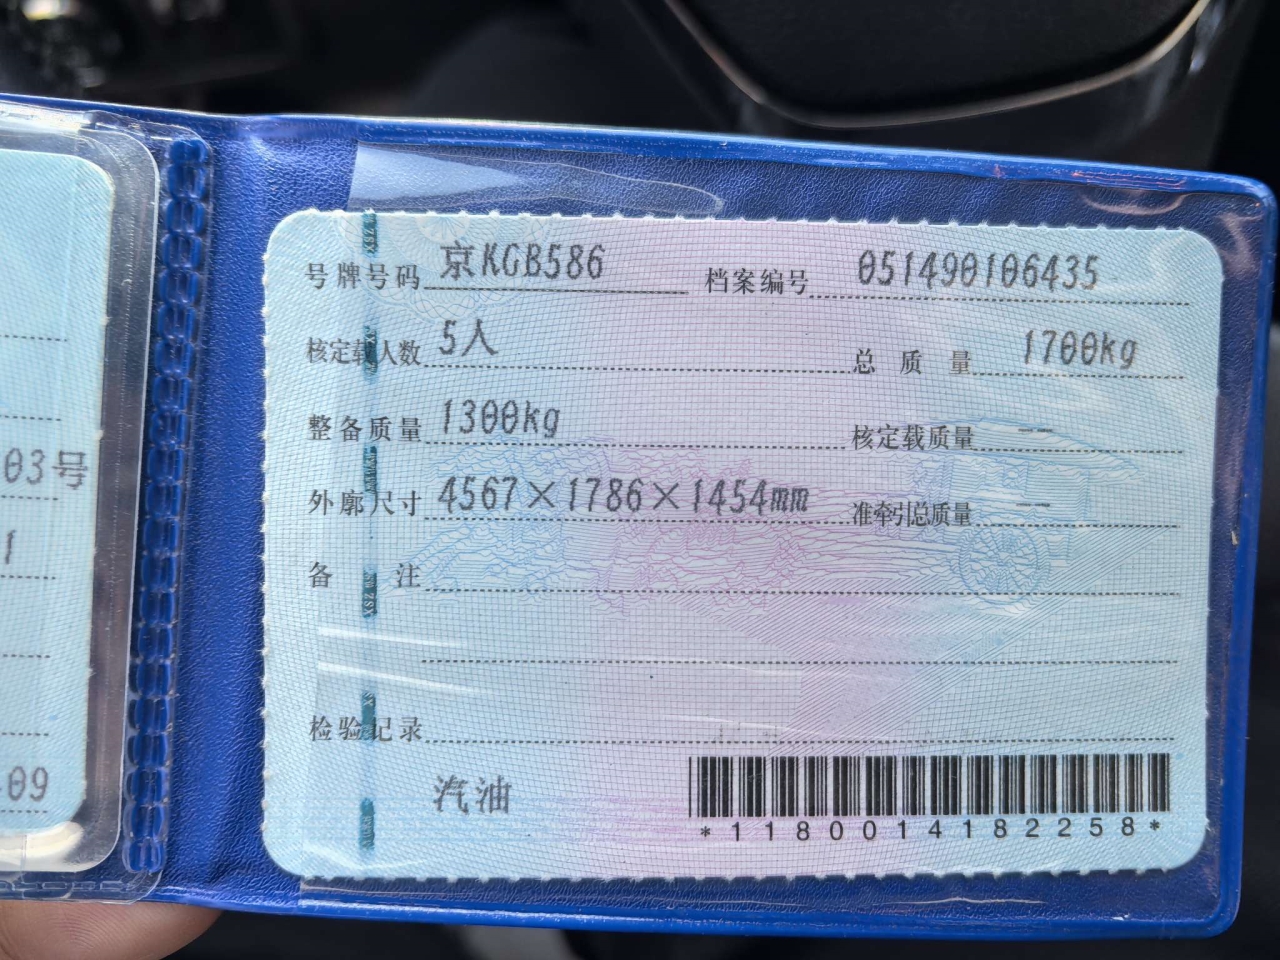 03号
1
09
号牌号码 京KGB586 档案编号 051490106435
核定载人数 5人 总质量 1700kg
整备质量 1300kg 核定载质量 --
外廓尺寸 4567×1786×1454mm 准牵引总质量 --
备注
检验记录
汽油
*1180014182258*